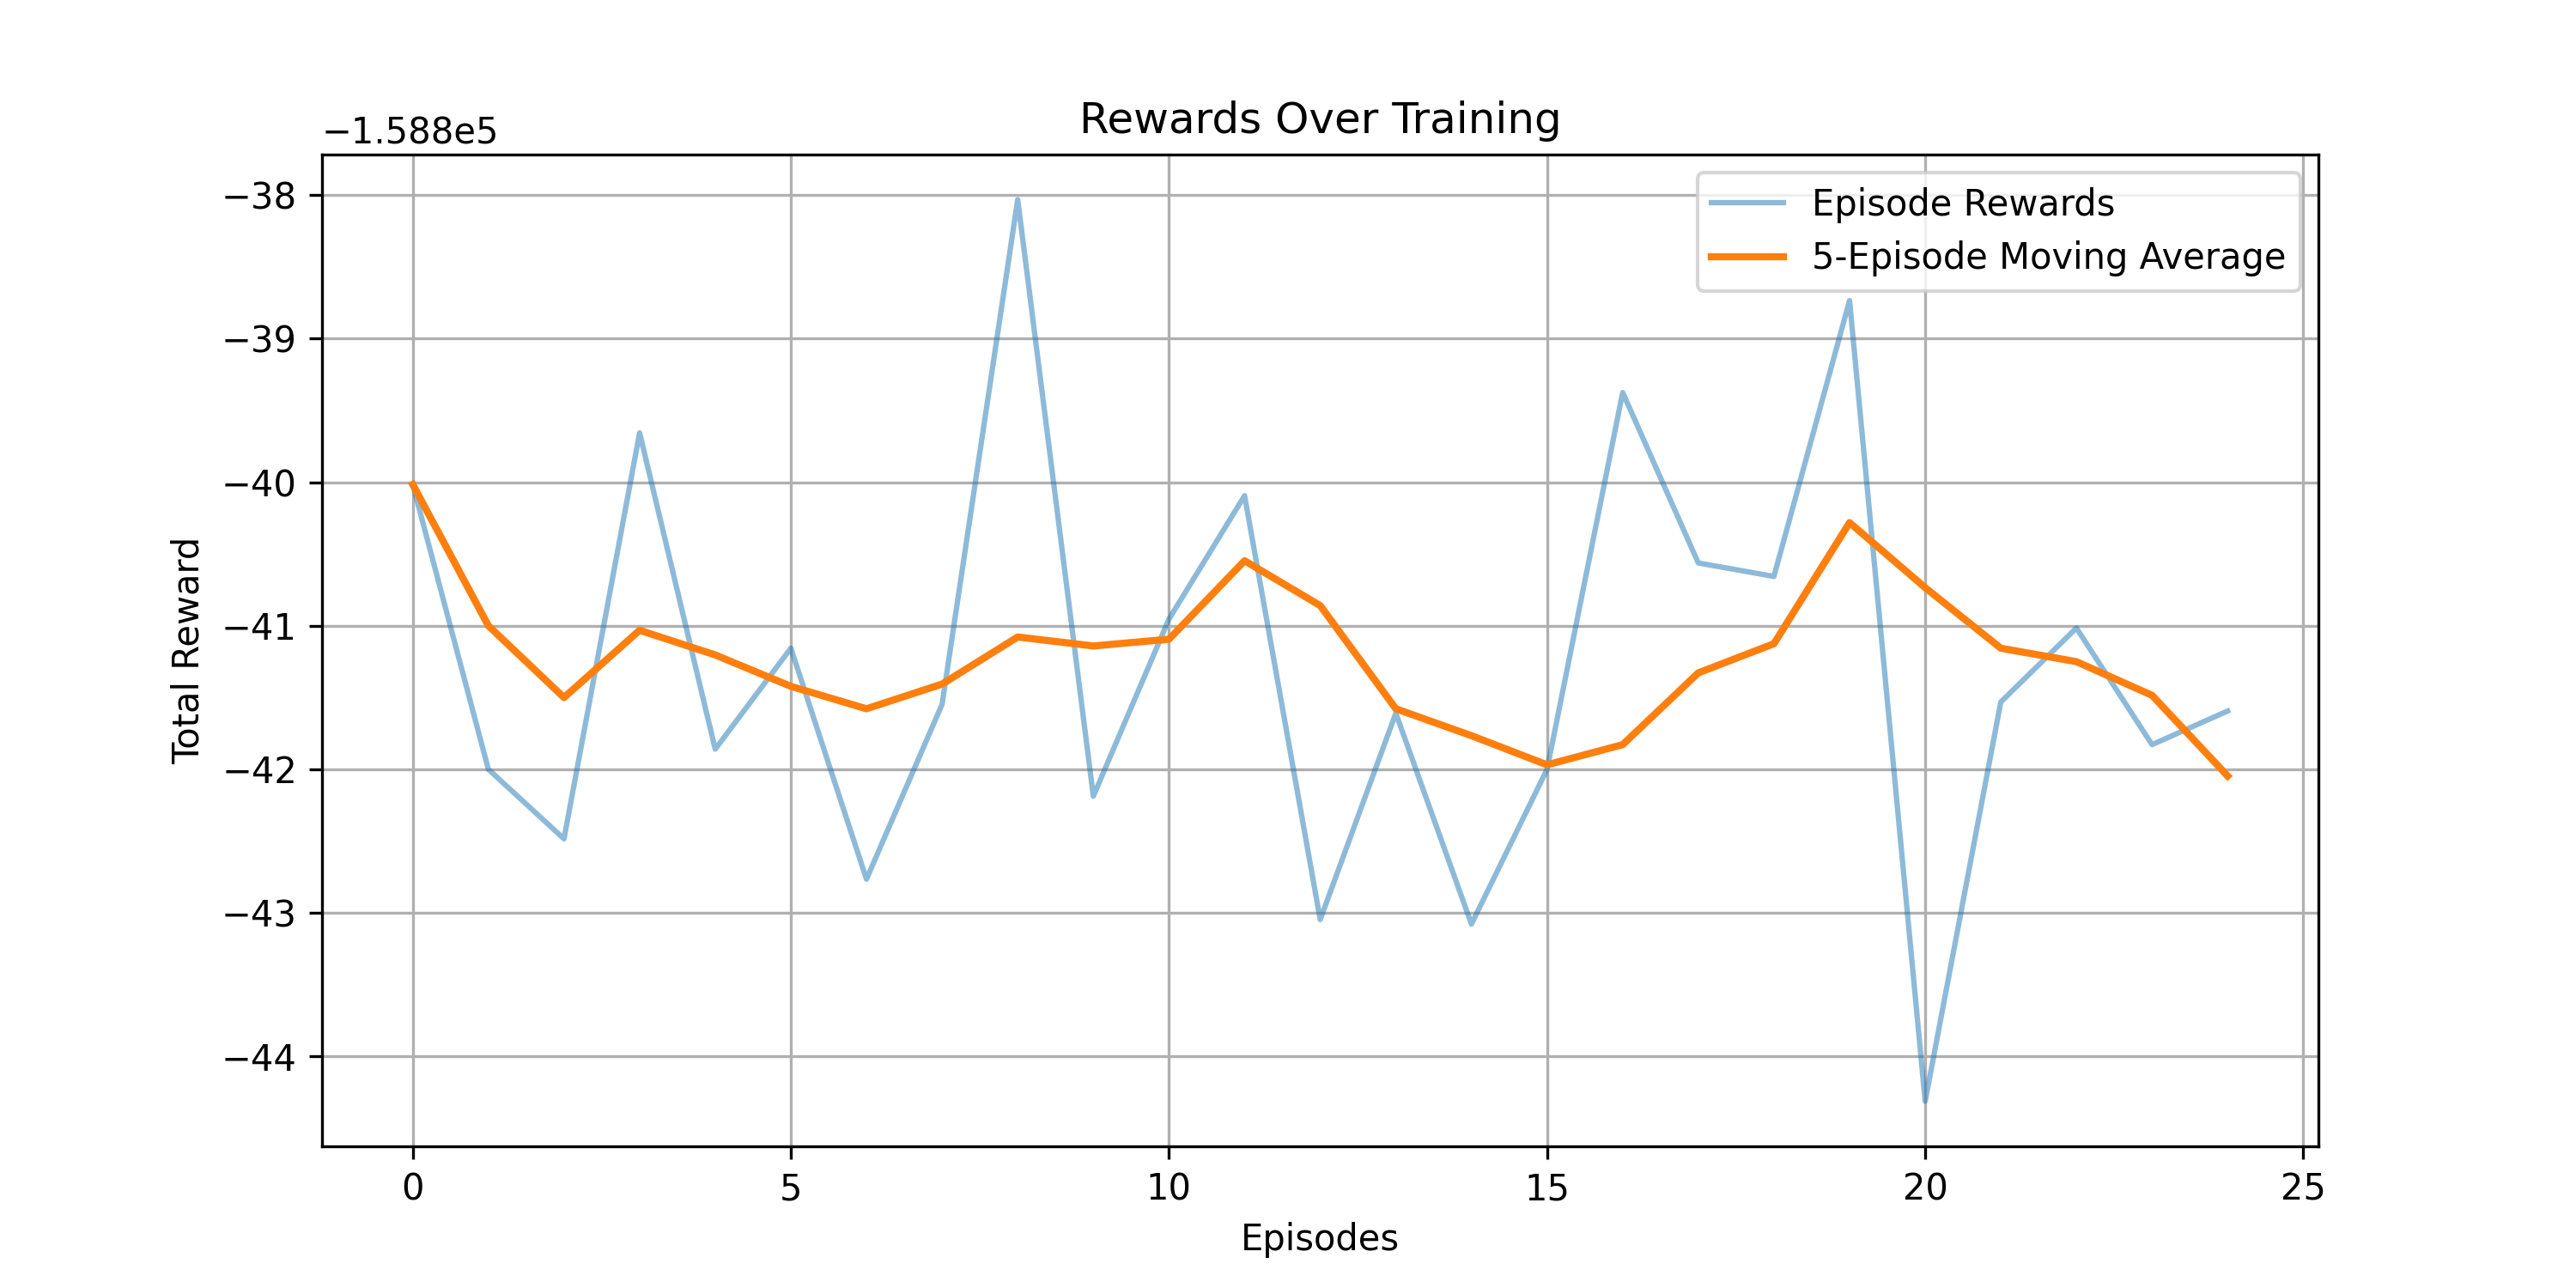 Rewards Over Training
−1.588e5
Episode Rewards
5-Episode Moving Average
−38
−39
−40
−41
−42
−43
−44
Total Reward
0 5 10 15 20 25
Episodes